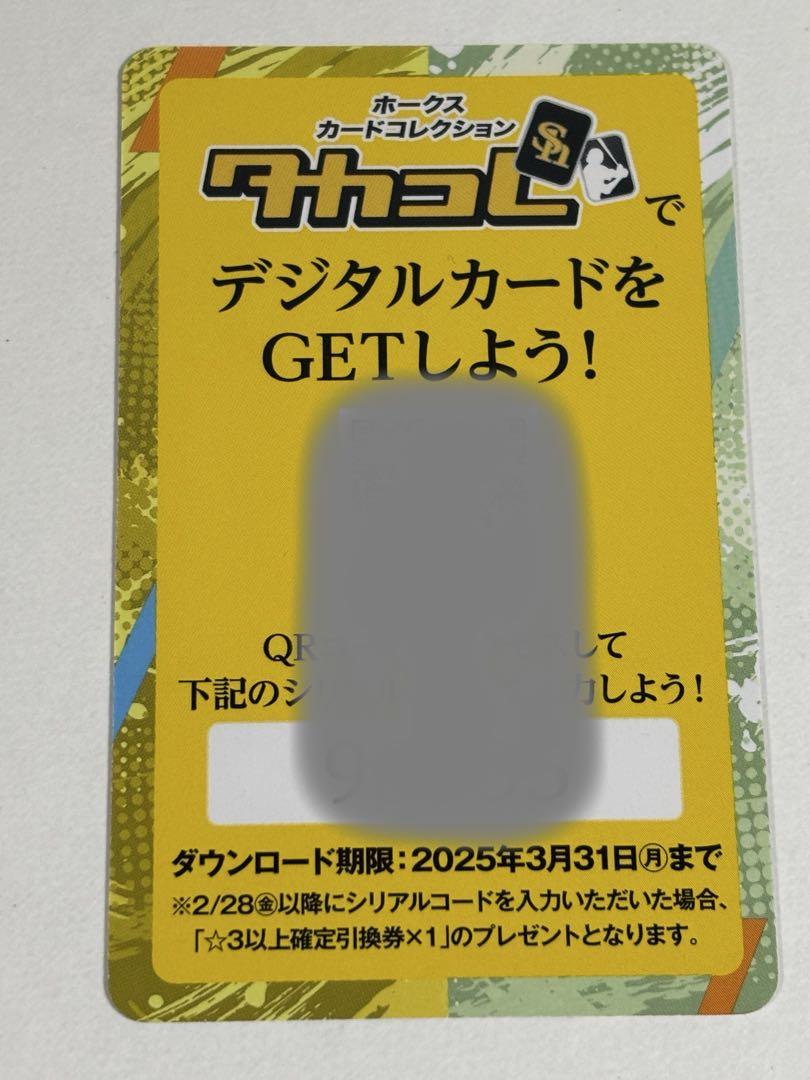 ホークス
カードコレクション
タカコレ
で
デジタルカードを
GETしよう!
QR して
下記のシリアル 力しよう!
ダウンロード期限：2025年3月31日㊊まで
※2/28㊎以降にシリアルコードを入力いただいた場合、
「☆3以上確定引換券×1」のプレゼントとなります。